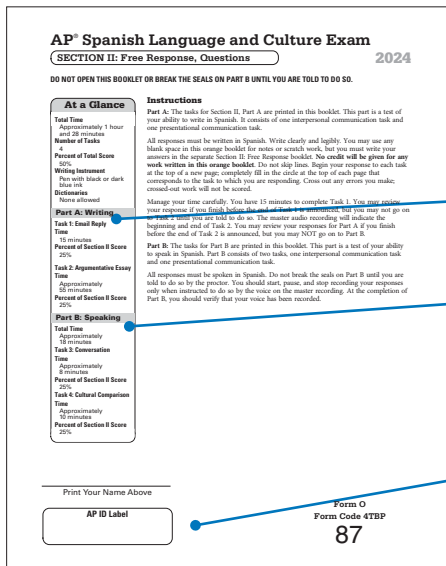 AP® Spanish Language and Culture Exam
SECTION II: Free Response, Questions
2024
DO NOT OPEN THIS BOOKLET OR BREAK THE SEALS ON PART B UNTIL YOU ARE TOLD TO DO SO.
At a Glance
Total Time
Approximately 1 hour
and 28 minutes
Number of Tasks
4
Percent of Total Score
50%
Writing Instrument
Pen with black or dark
blue ink
Dictionaries
None allowed
Part A: Writing
Task 1: Email Reply
Time
15 minutes
Percent of Section II Score
25%
Task 2: Argumentative Essay
Time
Approximately
55 minutes
Percent of Section II Score
25%
Part B: Speaking
Total Time
Approximately
18 minutes
Task 3: Conversation
Time
Approximately
8 minutes
Percent of Section II Score
25%
Task 4: Cultural Comparison
Time
Approximately
10 minutes
Percent of Section II Score
25%
Instructions
Part A: The tasks for Section II, Part A are printed in this booklet. This part is a test of
your ability to write in Spanish. It consists of one interpersonal communication task and
one presentational communication task.
All responses must be written in Spanish. Write clearly and legibly. You may use any
blank space in this orange booklet for notes or scratch work, but you must write your
answers in the separate Section II: Free Response booklet. No credit will be given for any
work written in this orange booklet. Do not skip lines. Begin your response to each task
at the top of a new page; completely fill in the circle at the top of each page that
corresponds to the task to which you are responding. Cross out any errors you make;
crossed-out work will not be scored.
Manage your time carefully. You have 15 minutes to complete Task 1. You may review
your response if you finish before the end of Task 1 is announced, but you may not go on
to Task 2 until you are told to do so. The master audio recording will indicate the
beginning and end of Task 2. You may review your responses for Part A if you finish
before the end of Task 2 is announced, but you may NOT go on to Part B.
Part B: The tasks for Part B are printed in this booklet. This part is a test of your ability
to speak in Spanish. Part B consists of two tasks, one interpersonal communication task
and one presentational communication task.
All responses must be spoken in Spanish. Do not break the seals on Part B until you are
told to do so by the proctor. You should start, pause, and stop recording your responses
only when instructed to do so by the voice on the master recording. At the completion of
Part B, you should verify that your voice has been recorded.
Print Your Name Above
AP ID Label
Form O
Form Code 4TBP
87